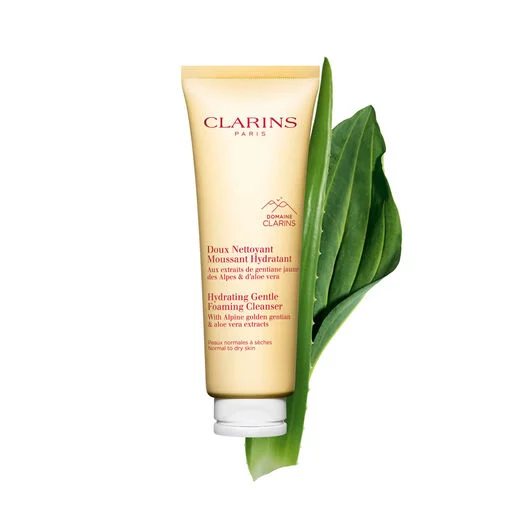 CLARINS
PARIS
DOMAINE
CLARINS
Doux Nettoyant
Moussant Hydratant
Aux extraits de gentiane jaune
des Alpes & d'aloe vera
Hydrating Gentle
Foaming Cleanser
With Alpine golden gentian
& aloe vera extracts
Peaux normales à sèches
Normal to dry skin